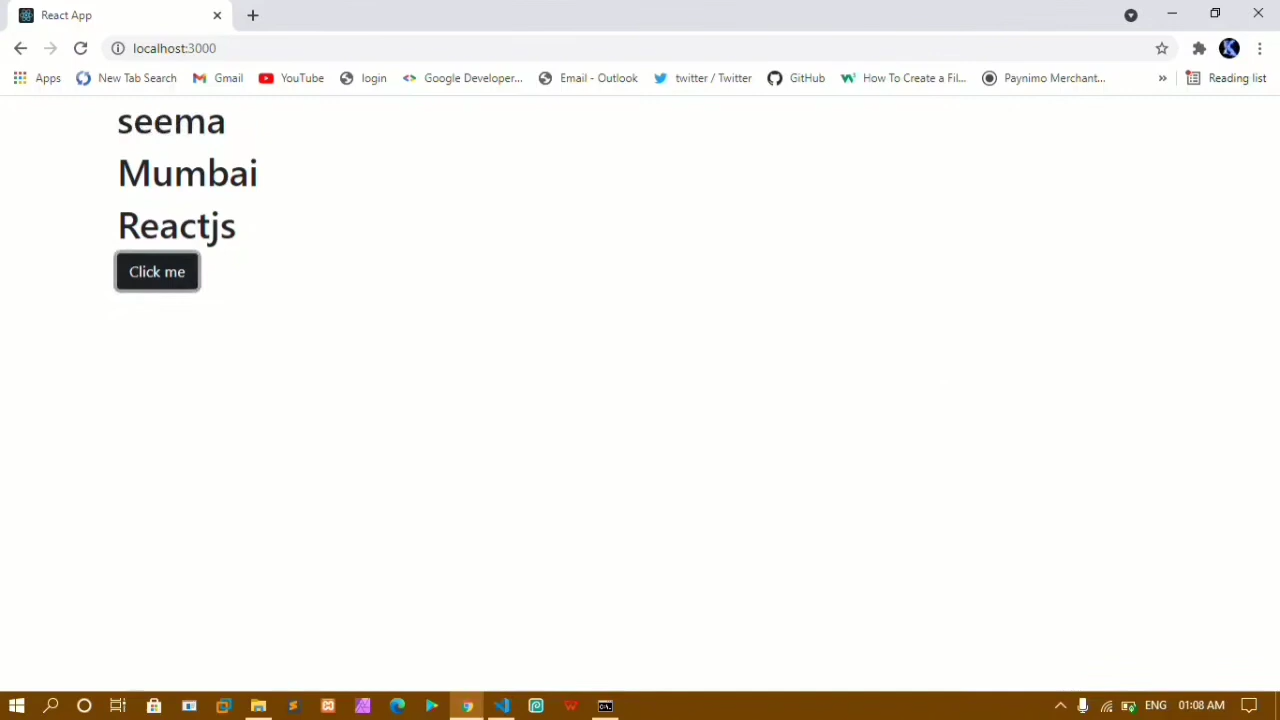 React App
localhost:3000
Apps New Tab Search Gmail YouTube login Google Developer... Email - Outlook twitter / Twitter GitHub How To Create a Fil... Paynimo Merchant... » Reading list
seema
Mumbai
Reactjs
Click me
ENG 01:08 AM